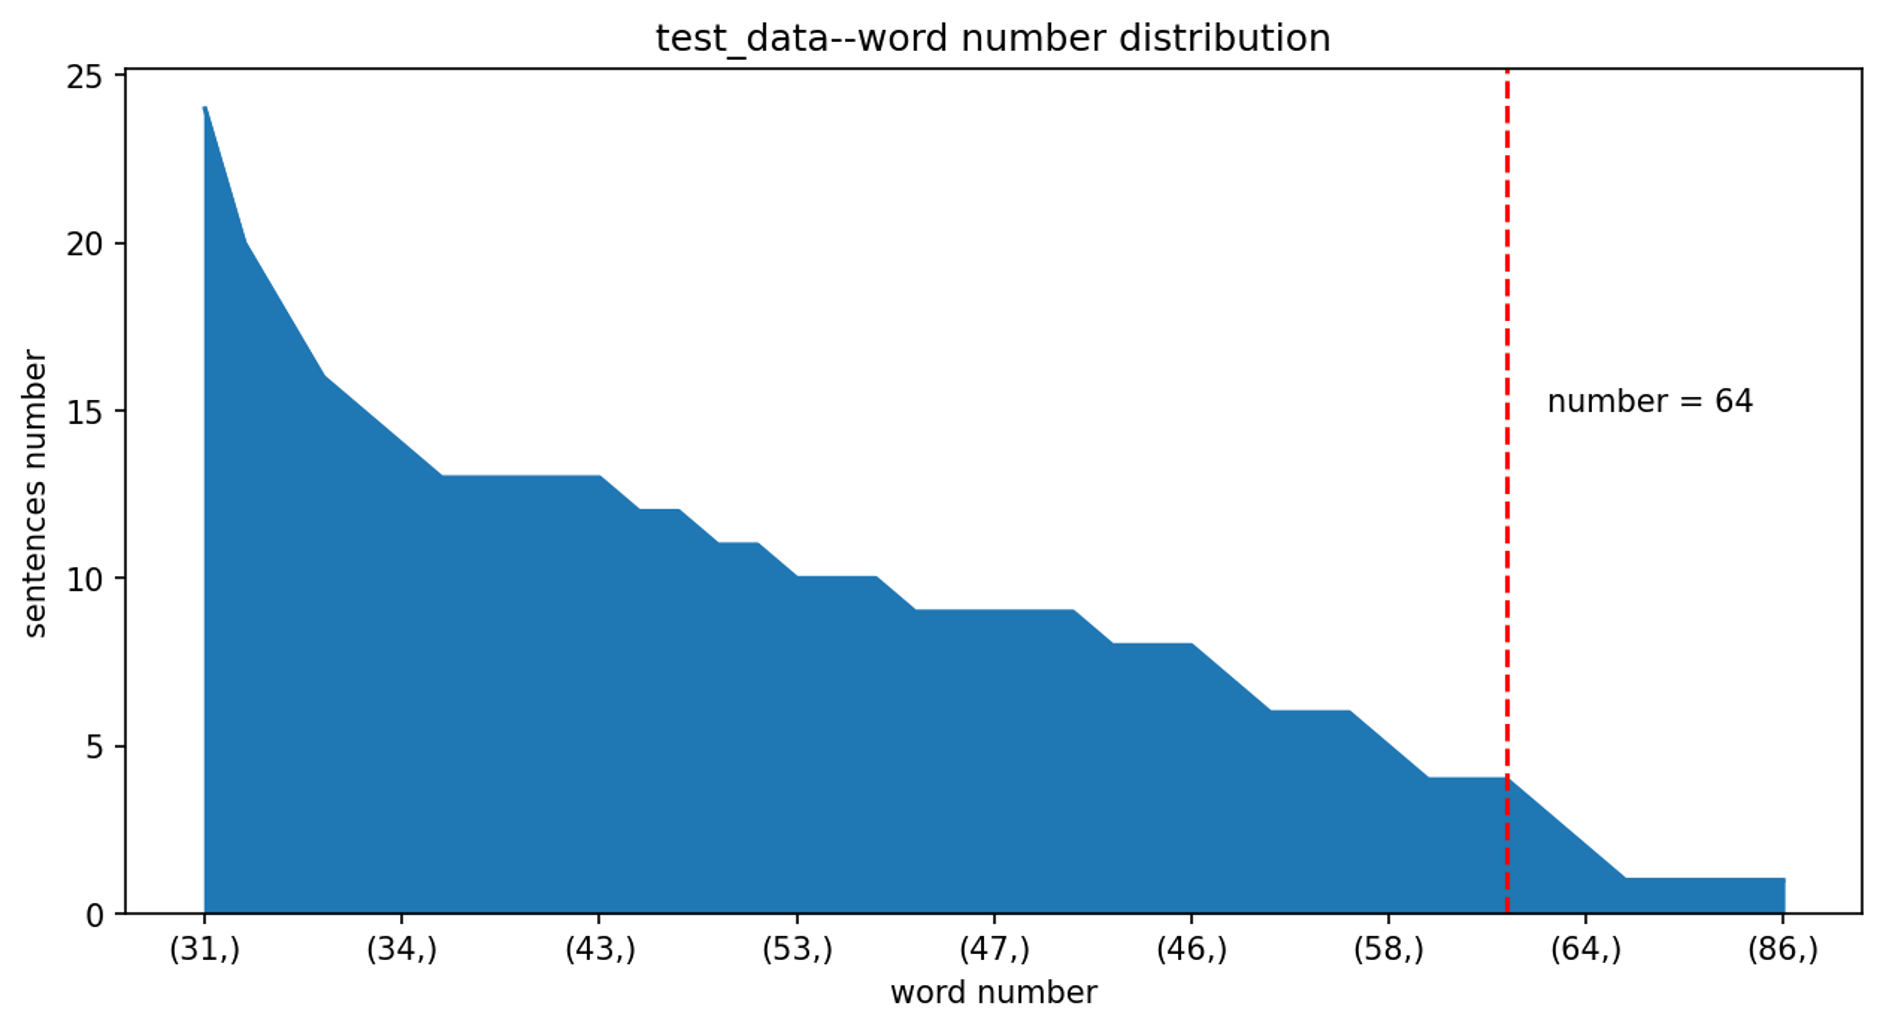 test_data--word number distribution
25
20
15
10
5
0
sentences number
number = 64
(31,) (34,) (43,) (53,) (47,) (46,) (58,) (64,) (86,)
word number